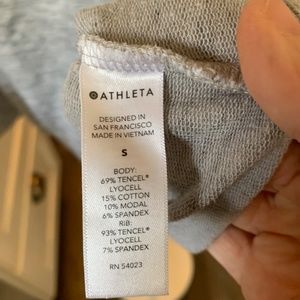 ATHLETA
DESIGNED IN
SAN FRANCISCO
MADE IN VIETNAM
S
BODY:
69% TENCEL®
LYOCELL
15% COTTON
10% MODAL
6% SPANDEX
RIB:
93% TENCEL®
LYOCELL
7% SPANDEX
RN 54023